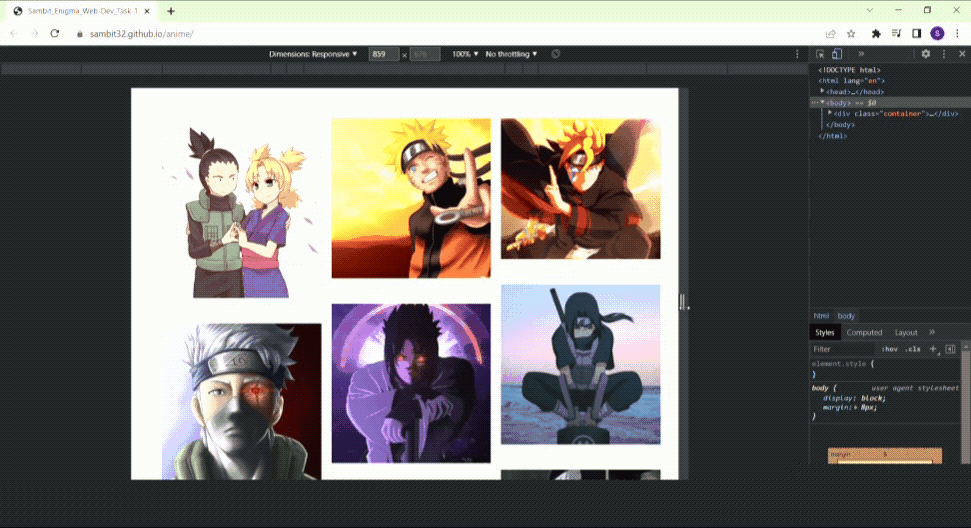 Sambit_Enigma_Web-Dev_Task-1
sambit32.github.io/anime/
S
Dimensions: Responsive 859 × 100% No throttling
<!DOCTYPE html>
<html lang="en">
<head>…</head>
<body> == $0
<div class="container">…</div>
</body>
</html>
html body
Styles Computed Layout
Filter :hov .cls
element.style {
}
body { user agent stylesheet
display: block;
margin: 8px;
}
margin